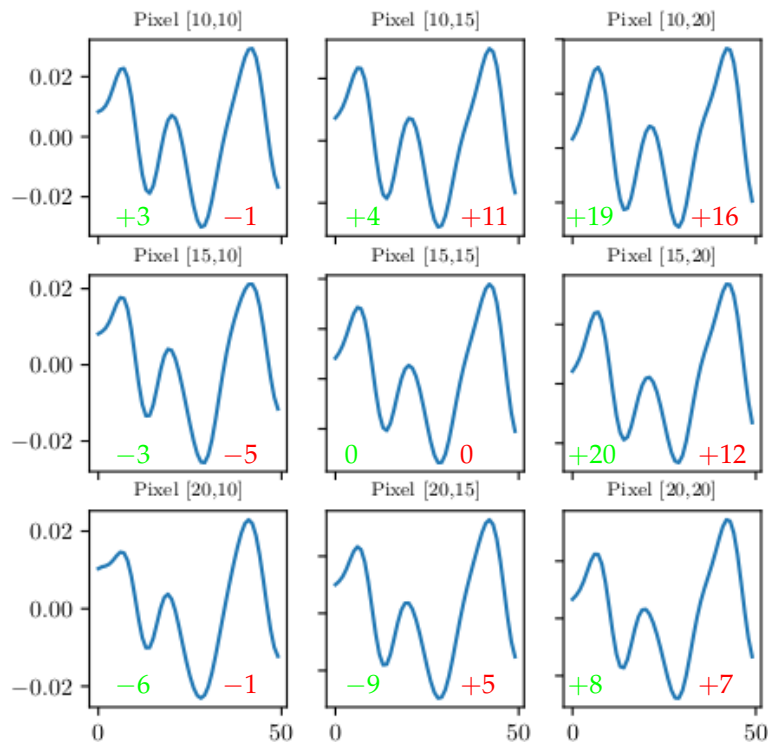 Pixel [10,10] Pixel [10,15] Pixel [10,20]
0.02
0.00
−0.02
+3 −1 +4 +11 +19 +16
Pixel [15,10] Pixel [15,15] Pixel [15,20]
0.02
0.00
−0.02
−3 −5 0 0 +20 +12
Pixel [20,10] Pixel [20,15] Pixel [20,20]
0.02
0.00
−0.02
−6 −1 −9 +5 +8 +7
0 50 0 50 0 50